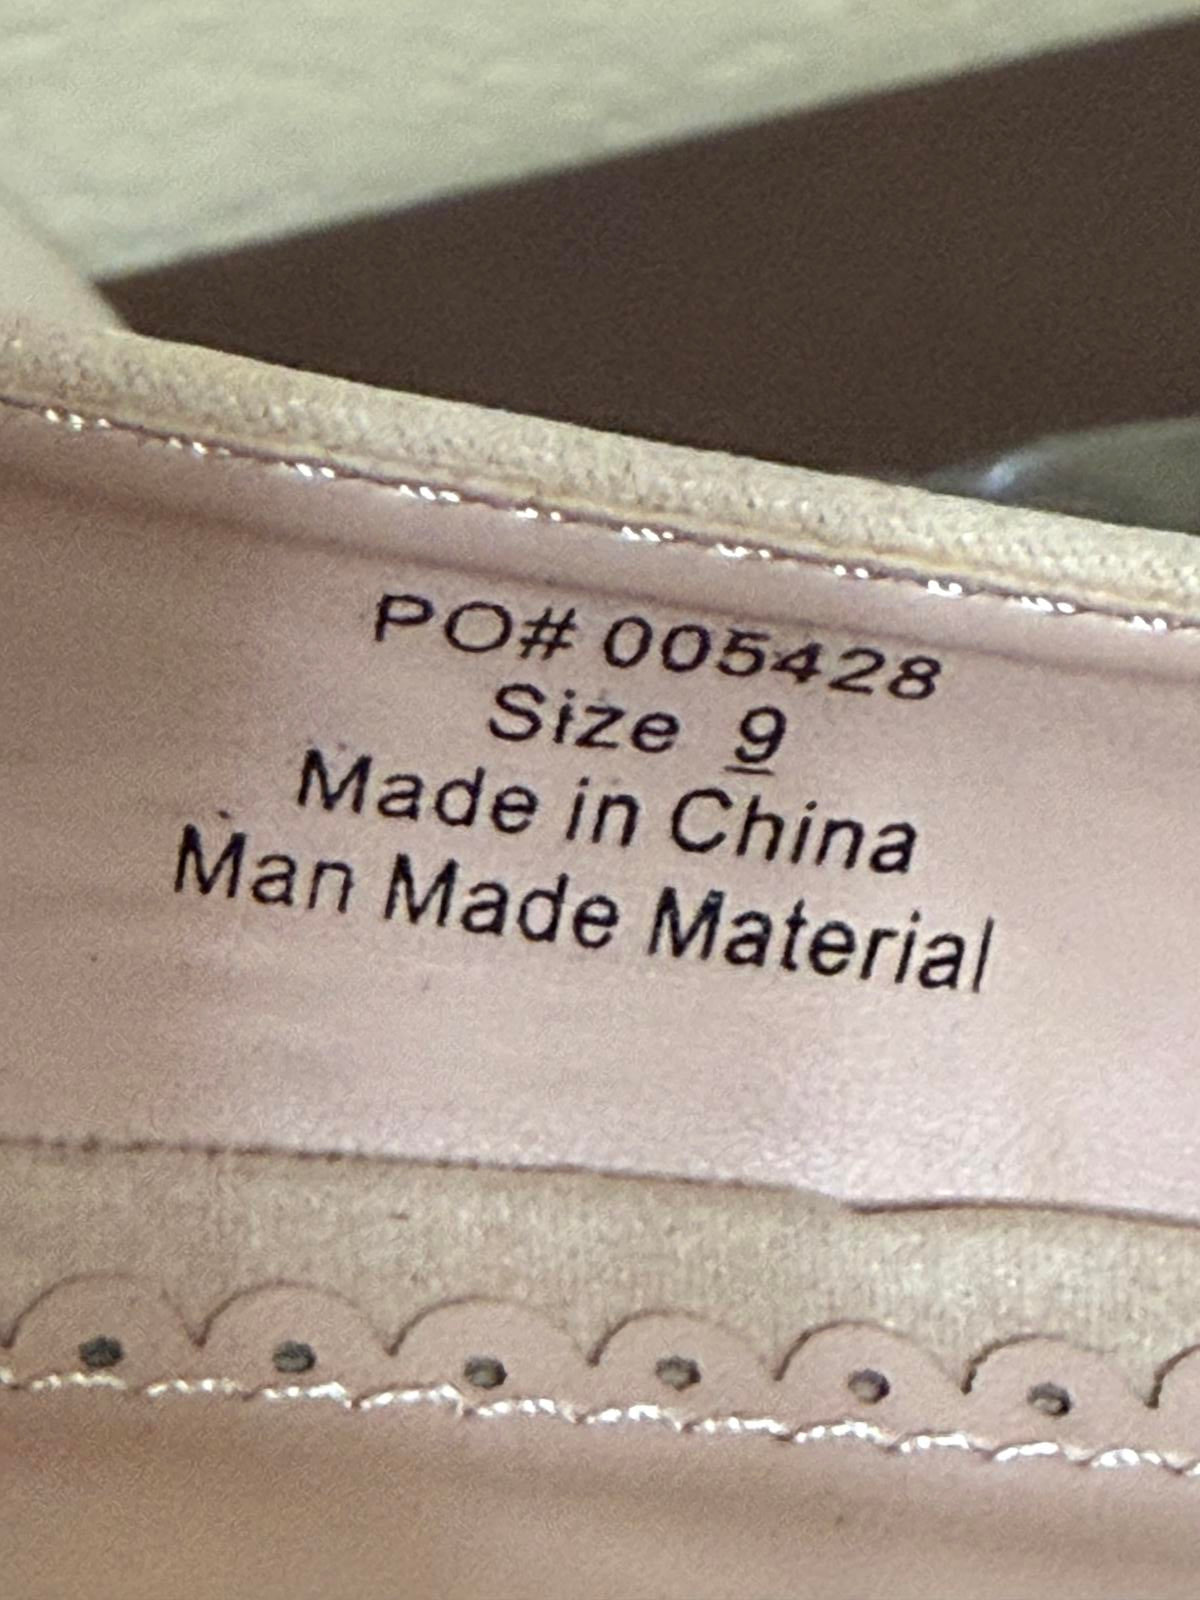 PO# 005428
Size 9
Made in China
Man Made Material